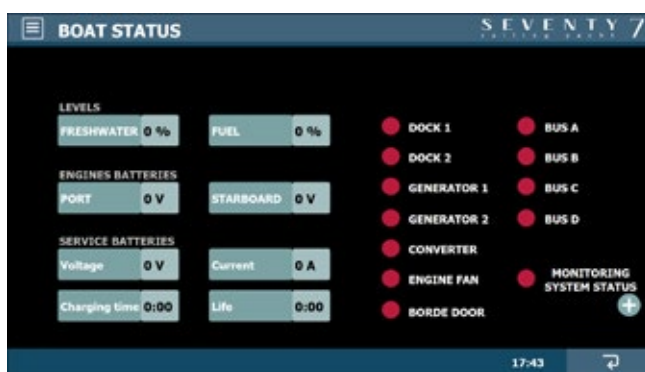 BOAT STATUS
SEVENTY 7
LEVELS
FRESHWATER 0 %
FUEL 0 %
ENGINES BATTERIES
PORT 0 V
STARBOARD 0 V
SERVICE BATTERIES
Voltage 0 V
Current 0 A
Charging time 0:00
Life 0:00
DOCK 1
DOCK 2
GENERATOR 1
GENERATOR 2
CONVERTER
ENGINE FAN
BORDE DOOR
BUS A
BUS B
BUS C
BUS D
MONITORING
SYSTEM STATUS
17:43